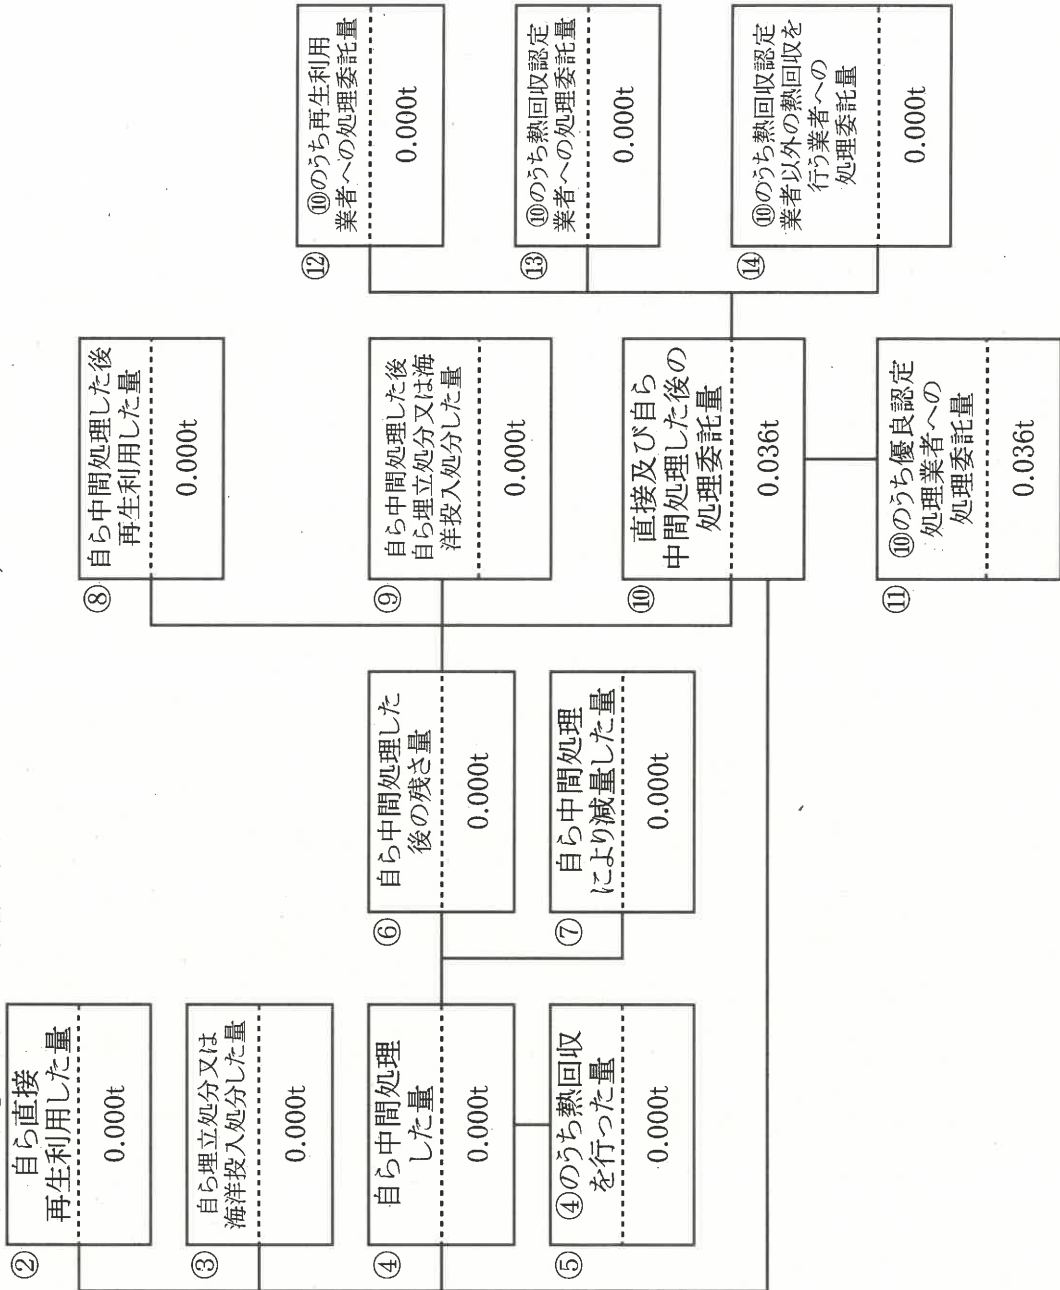 ②
自ら直接
再生利用した量
0.000t
③
自ら埋立処分又は
海洋投入処分した量
0.000t
④
自ら中間処理
した量
0.000t
⑤
④のうち熱回収
を行った量
0.000t
⑥
自ら中間処理した
後の残さ量
0.000t
⑦
自ら中間処理
により減量した量
0.000t
⑧
自ら中間処理した後
再生利用した量
0.000t
⑨
自ら中間処理した後
自ら埋立処分又は海
洋投入処分した量
0.000t
⑩
直接及び自ら
中間処理した後の
処理委託量
0.036t
⑪
⑩のうち優良認定
処理業者への
処理委託量
0.036t
⑫
⑩のうち再生利用
業者への処理委託量
0.000t
⑬
⑩のうち熱回収認定
業者への処理委託量
0.000t
⑭
⑩のうち熱回収認定
業者以外の熱回収を
行う業者への
処理委託量
0.000t